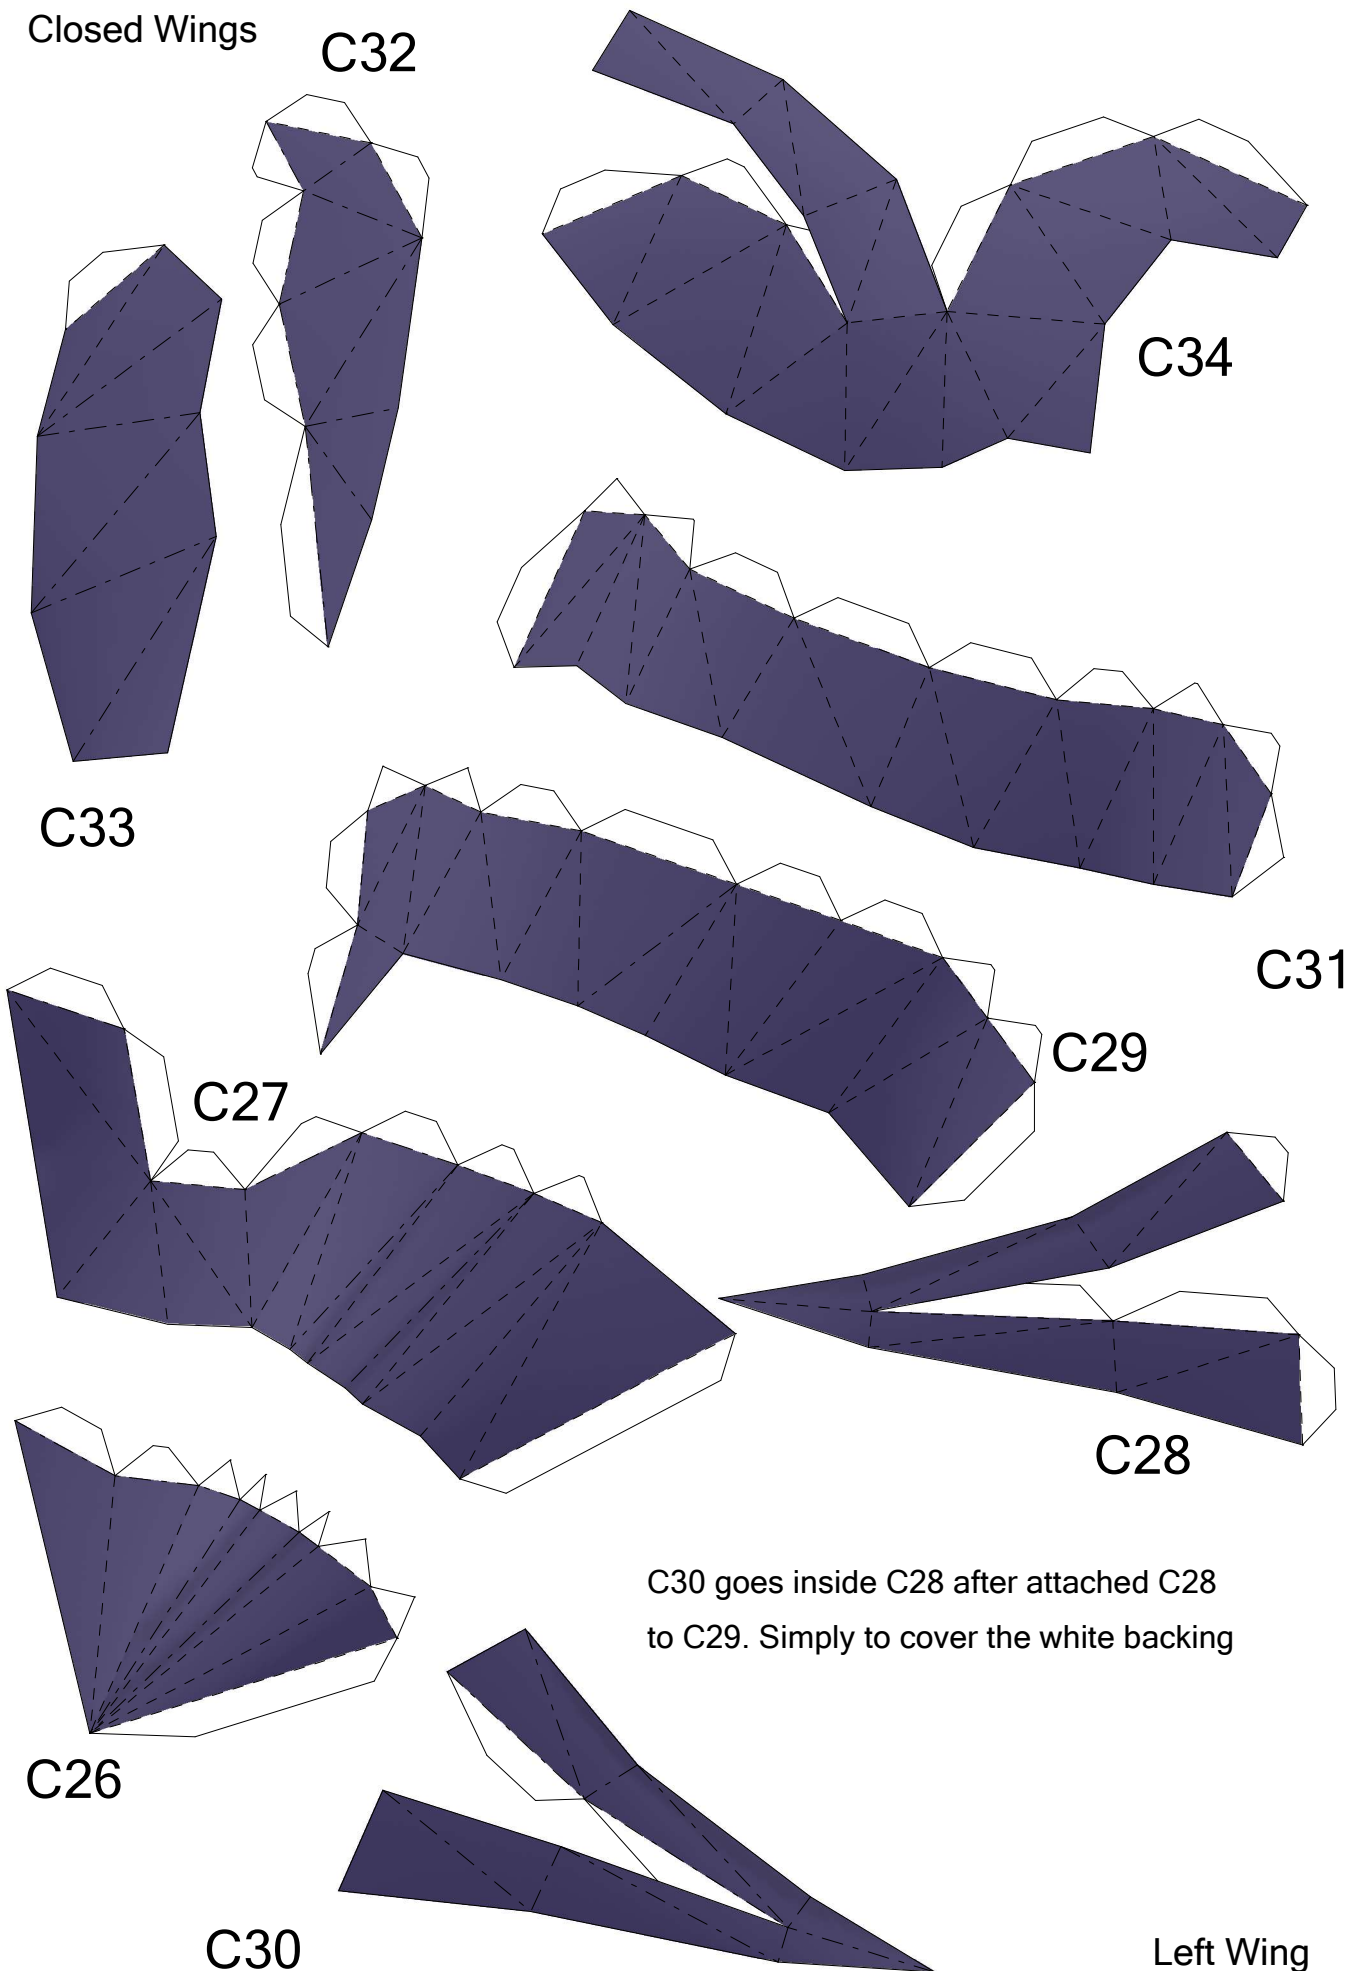 Closed Wings
C32
C34
C33
C31
C29
C27
C28
C30 goes inside C28 after attached C28
to C29. Simply to cover the white backing
C26
C30
Left Wing